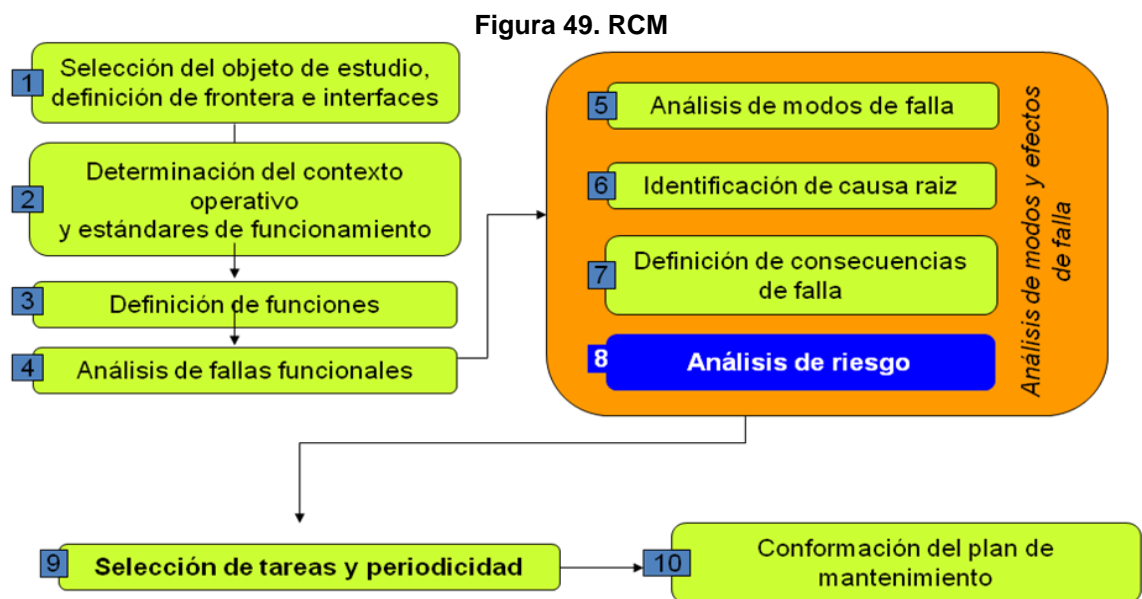 Figura 49. RCM
1
Selección del objeto de estudio,
definición de frontera e interfaces
2
Determinación del contexto
operativo
y estándares de funcionamiento
3
Definición de funciones
4
Análisis de fallas funcionales
5
Análisis de modos de falla
6
Identificación de causa raiz
7
Definición de consecuencias
de falla
8
Análisis de riesgo
Análisis de modos y efectos
de falla
9
Selección de tareas y periodicidad
10
Conformación del plan de
mantenimiento